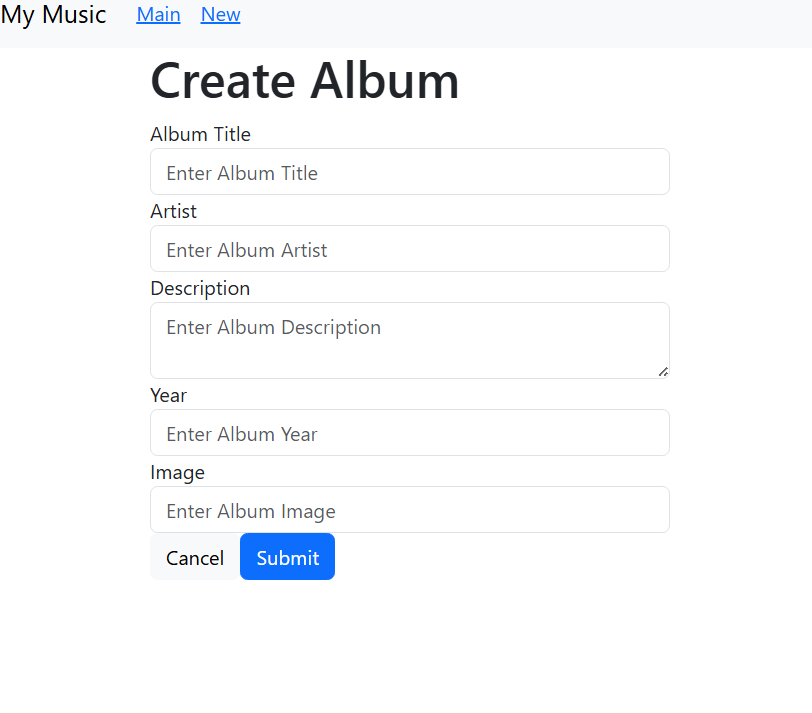 My Music Main New
Create Album
Album Title
Enter Album Title
Artist
Enter Album Artist
Description
Enter Album Description
Year
Enter Album Year
Image
Enter Album Image
Cancel Submit